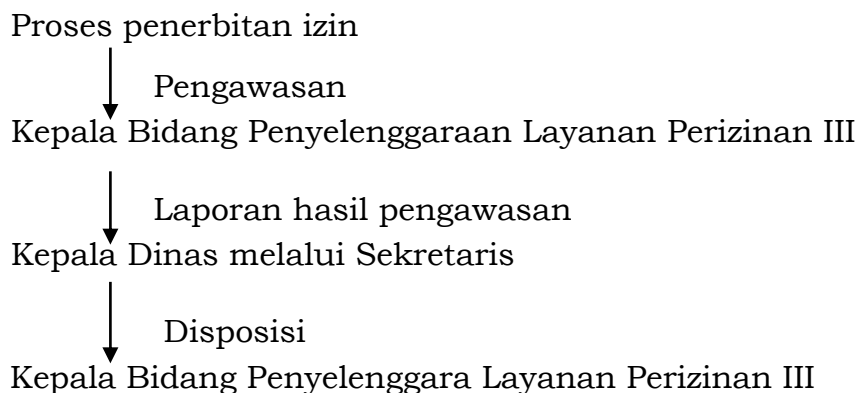 Proses penerbitan izin
Pengawasan
Kepala Bidang Penyelenggaraan Layanan Perizinan III
Laporan hasil pengawasan
Kepala Dinas melalui Sekretaris
Disposisi
Kepala Bidang Penyelenggara Layanan Perizinan III